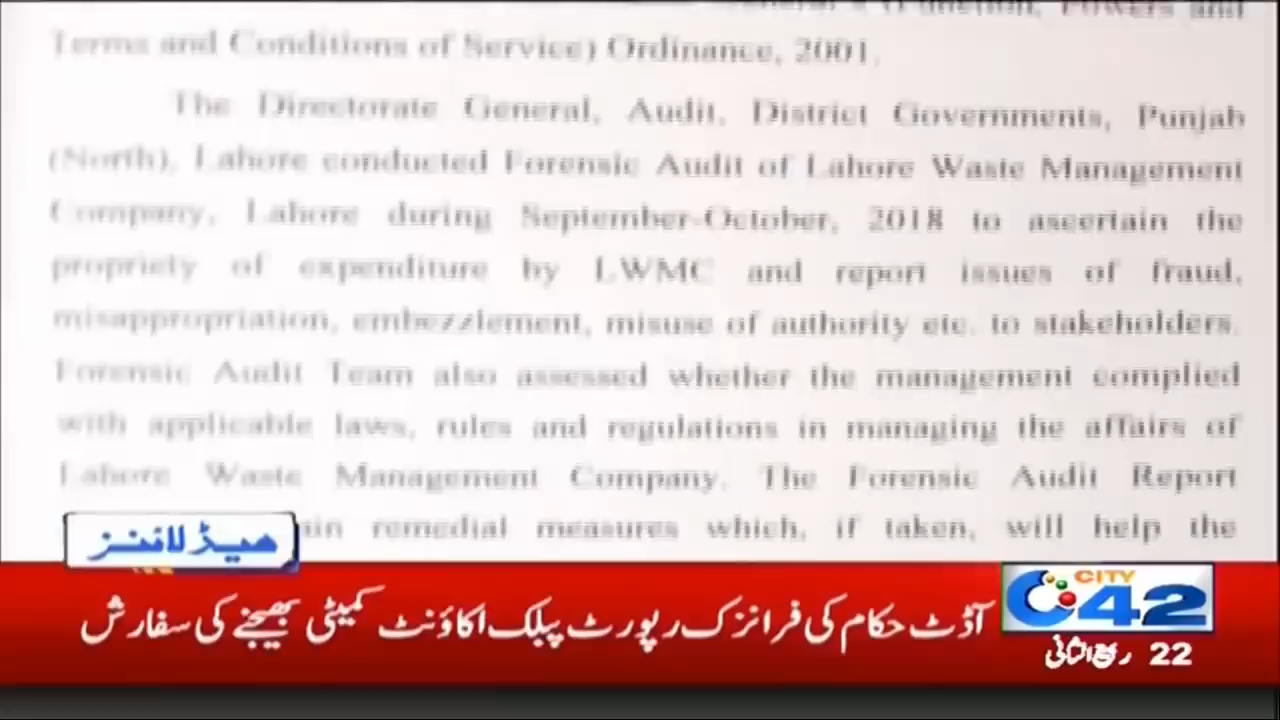 General's (Function, Powers and
Terms and Conditions of Service) Ordinance, 2001.
The Directorate General, Audit, District Governments, Punjab
(North), Lahore conducted Forensic Audit of Lahore Waste Management
Company, Lahore during September-October, 2018 to ascertain the
propriety of expenditure by LWMC and report issues of fraud,
misappropriation, embezzlement, misuse of authority etc. to stakeholders.
Forensic Audit Team also assessed whether the management complied
with applicable laws, rules and regulations in managing the affairs of
Lahore Waste Management Company. The Forensic Audit Report
remedial measures which, if taken, will help the
ہیڈ لائنز
آڈٹ حکام کی فرانزک رپورٹ پبلک اکاؤنٹ کمیٹی بھیجنے کی سفارش
CITY
42
22 ربیع الثانی